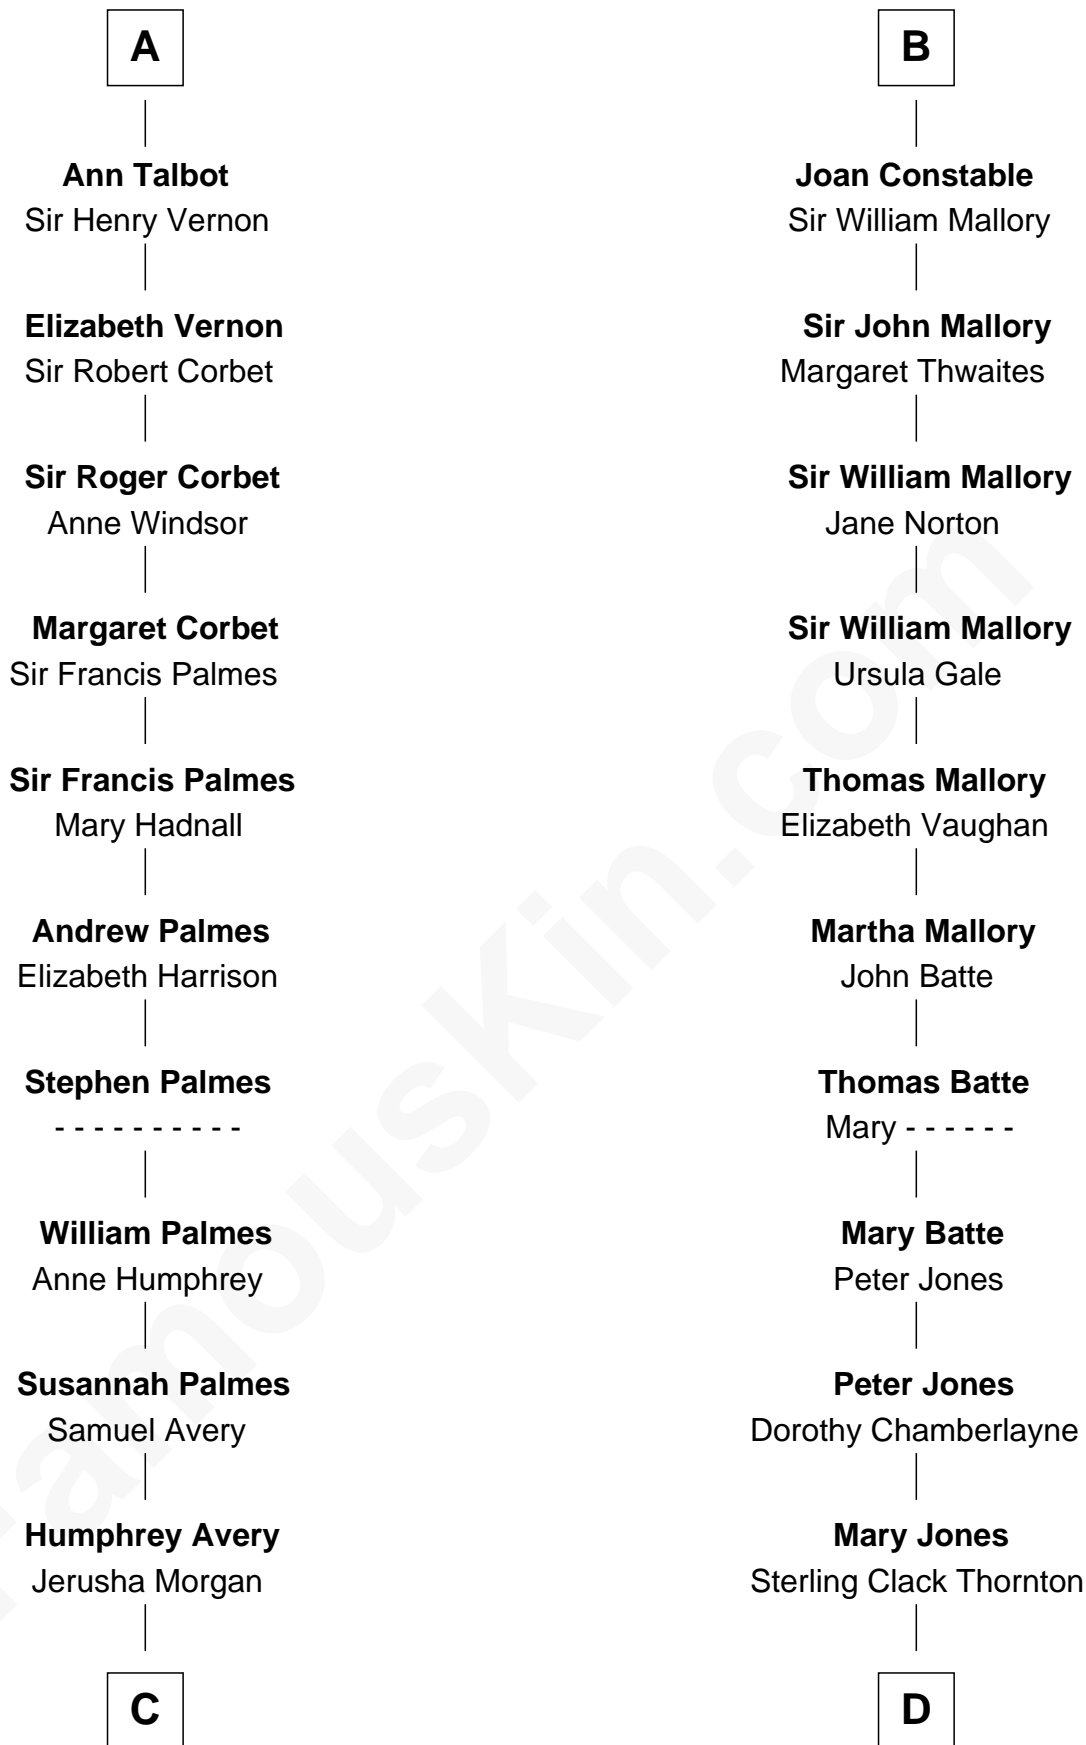 A
Ann Talbot
Sir Henry Vernon
Elizabeth Vernon
Sir Robert Corbet
Sir Roger Corbet
Anne Windsor
Margaret Corbet
Sir Francis Palmes
Sir Francis Palmes
Mary Hadnall
Andrew Palmes
Elizabeth Harrison
Stephen Palmes
- - - - - - - - - -
William Palmes
Anne Humphrey
Susannah Palmes
Samuel Avery
Humphrey Avery
Jerusha Morgan
C
B
Joan Constable
Sir William Mallory
Sir John Mallory
Margaret Thwaites
Sir William Mallory
Jane Norton
Sir William Mallory
Ursula Gale
Thomas Mallory
Elizabeth Vaughan
Martha Mallory
John Batte
Thomas Batte
Mary - - - - - -
Mary Batte
Peter Jones
Peter Jones
Dorothy Chamberlayne
Mary Jones
Sterling Clack Thornton
D
FamousKin.com